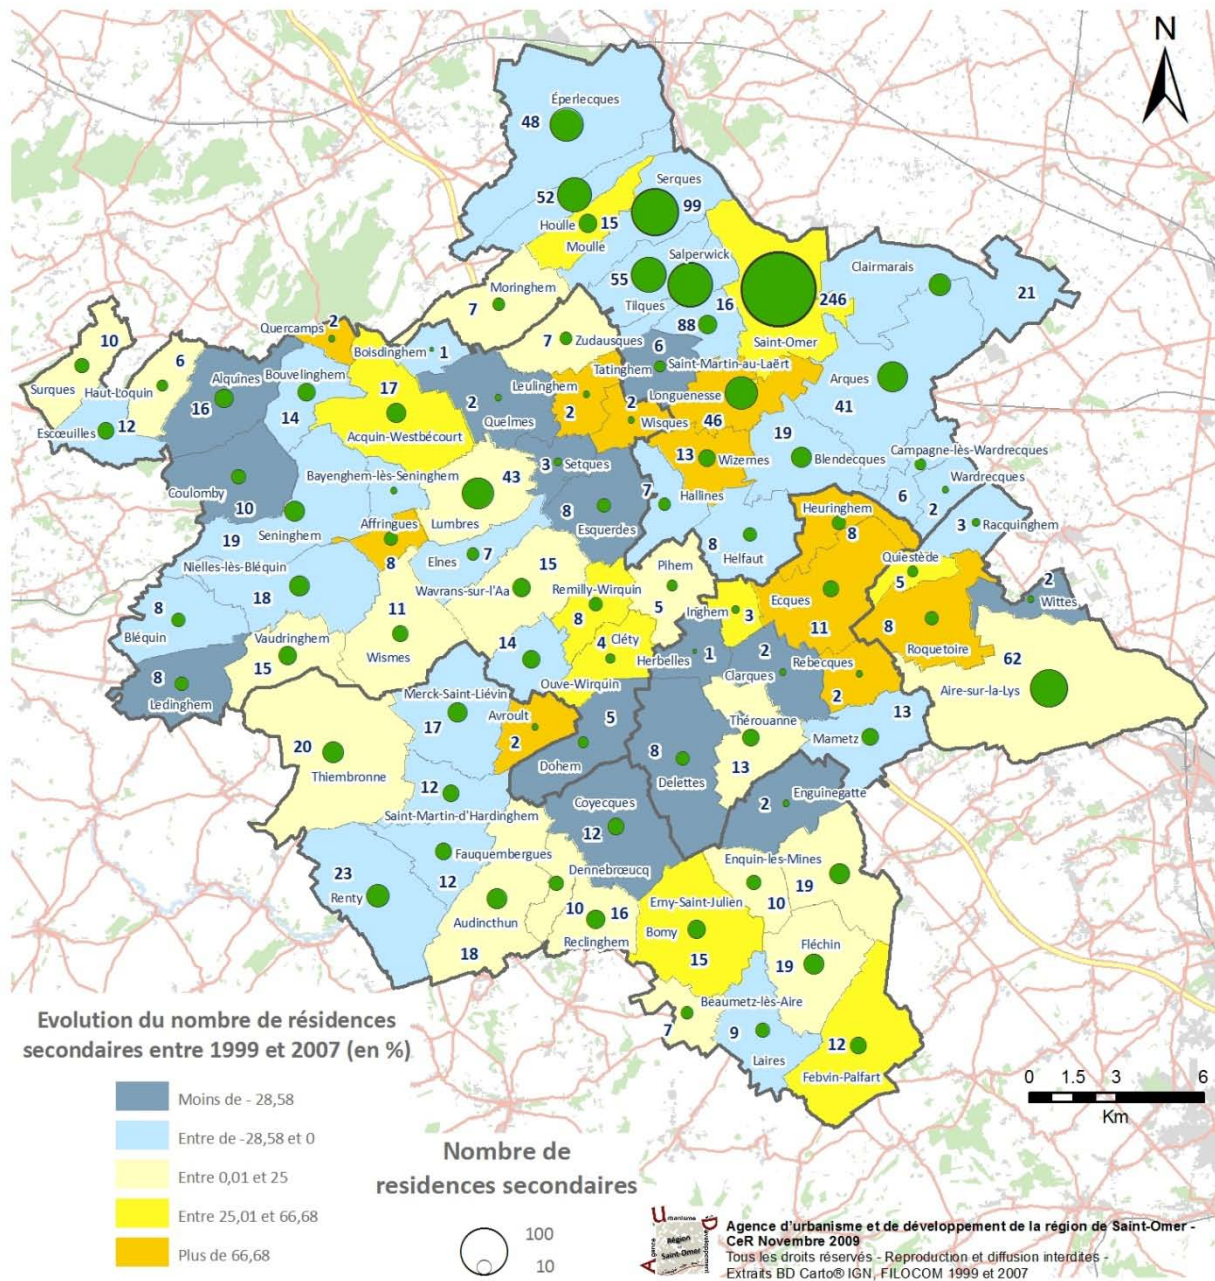 N
Éperlecques
48
Serques
52
99
Houlle
15
Moulle
Salperwick
Clairmarais
Moringhem
55
7
Tilques
16
246
21
Quercamps
2
88
10
Boisdinghem
1
7
Zudausques
Saint-Omer
6
6
Tatinghem
Saint-Martin-au-Laërt
Surques
Haut-Loquin
Alquines
Bouvelinghem
17
Leulinghem
Longuenesse
Arques
16
2
2
2
Wisques
46
41
Escœuilles
12
14
Quelmes
Acquin-Westbécourt
19
13
Wizernes
Blendecques
Campagne-lès-Wardrecques
Bayenghem-lès-Seninghem
43
3
Setques
Wardrecques
Coulomby
7
Hallines
6
10
Affringues
Lumbres
8
Esquerdes
2
Heuringhem
3
Racquinghem
19
Seninghem
8
8
Helfaut
Elnes
7
Quiestède
Nielles-lès-Bléquin
8
15
Pihem
5
2
Wavrans-sur-l'Aa
Remilly-Wirquin
Ecques
Wittes
8
18
11
8
5
Inghem
3
11
8
Bléquin
Vaudringhem
Wismes
4
Cléty
Roquetoire
62
8
15
14
Herbelles
1
2
Rebecques
Aire-sur-la-Lys
Ledinghem
Clarques
2
Ouve-Wirquin
Merck-Saint-Liévin
Avroult
5
Thérouanne
13
17
20
2
8
Mametz
Thiembronne
Dohem
Delettes
13
12
Enguinegatte
Coyecques
2
Saint-Martin-d'Hardinghem
12
Fauquembergues
Enquin-les-Mines
23
Dennebrœucq
19
Renty
12
Erny-Saint-Julien
10
Audincthun
10
16
Reclinghem
Bomy
Fléchin
18
15
19
Beaumetz-lès-Aire
7
9
12
Laires
Febvin-Palfart
Evolution du nombre de résidences
secondaires entre 1999 et 2007 (en %)
Moins de - 28,58
Entre de -28,58 et 0
Entre 0,01 et 25
Entre 25,01 et 66,68
Plus de 66,68
Nombre de
residences secondaires
100
10
0 1.5 3 6
Km
Agence Urbanisme Développement
Région
Saint-Omer
Agence d'urbanisme et de développement de la région de Saint-Omer -
CeR Novembre 2009
Tous les droits réservés - Reproduction et diffusion interdites -
Extraits BD Carto® IGN, FILOCOM 1999 et 2007